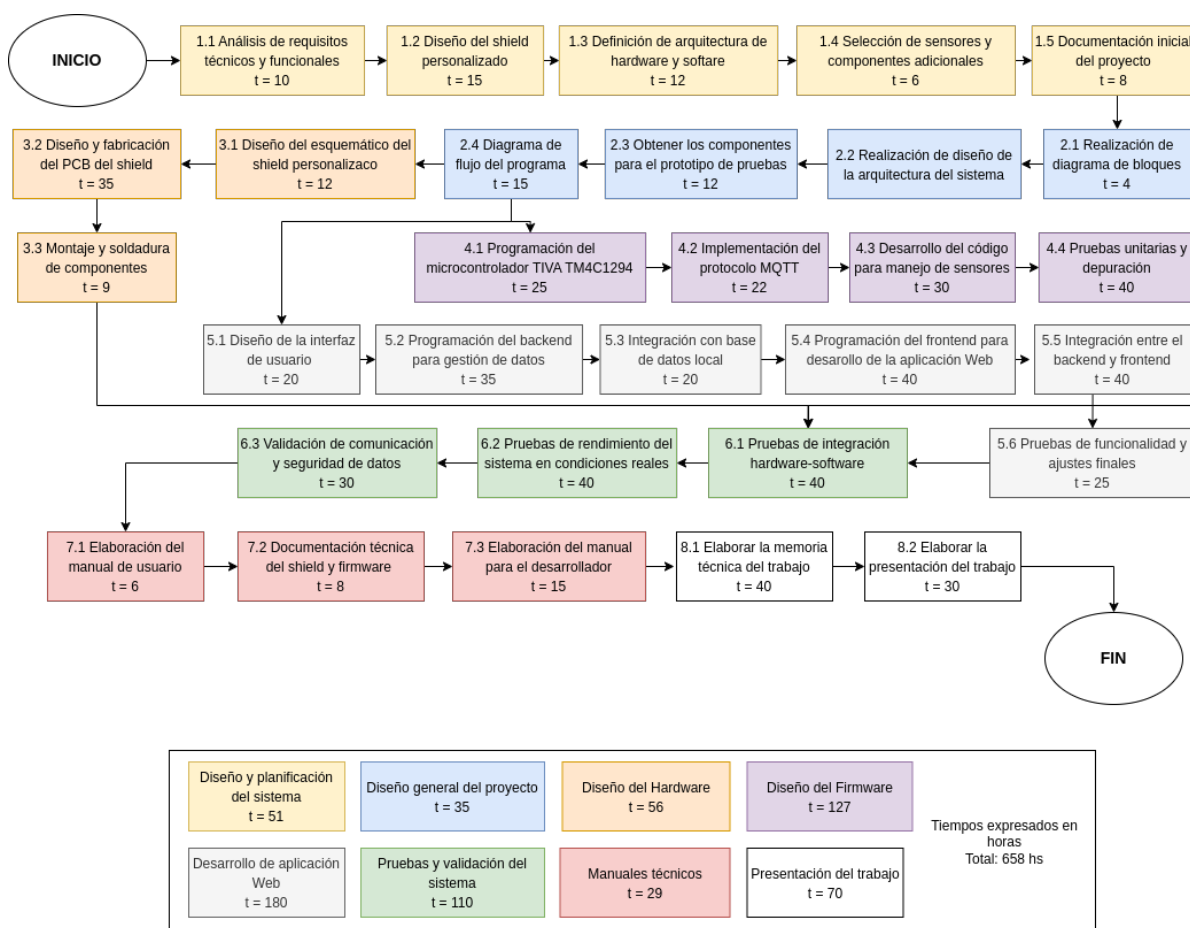 INICIO
1.1 Análisis de requisitos
técnicos y funcionales
t = 10
1.2 Diseño del shield
personalizado
t = 15
1.3 Definición de arquitectura de
hardware y softare
t = 12
1.4 Selección de sensores y
componentes adicionales
t = 6
1.5 Documentación inicial
del proyecto
t = 8
3.2 Diseño y fabricación
del PCB del shield
t = 35
3.1 Diseño del esquemático del
shield personalizaco
t = 12
2.4 Diagrama de
flujo del programa
t = 15
2.3 Obtener los componentes
para el prototipo de pruebas
t = 12
2.2 Realización de diseño de
la arquitectura del sistema
2.1 Realización de
diagrama de bloques
t = 4
3.3 Montaje y soldadura
de componentes
t = 9
4.1 Programación del
microcontrolador TIVA TM4C1294
t = 25
4.2 Implementación del
protocolo MQTT
t = 22
4.3 Desarrollo del código
para manejo de sensores
t = 30
4.4 Pruebas unitarias y
depuración
t = 40
5.1 Diseño de la interfaz
de usuario
t = 20
5.2 Programación del backend
para gestión de datos
t = 35
5.3 Integración con base
de datos local
t = 20
5.4 Programación del frontend para
desarollo de la aplicación Web
t = 40
5.5 Integración entre el
backend y frontend
t = 40
6.3 Validación de comunicación
y seguridad de datos
t = 30
6.2 Pruebas de rendimiento del
sistema en condiciones reales
t = 40
6.1 Pruebas de integración
hardware-software
t = 40
5.6 Pruebas de funcionalidad y
ajustes finales
t = 25
7.1 Elaboración del
manual de usuario
t = 6
7.2 Documentación técnica
del shield y firmware
t = 8
7.3 Elaboración del manual
para el desarrollador
t = 15
8.1 Elaborar la memoria
técnica del trabajo
t = 40
8.2 Elaborar la
presentación del trabajo
t = 30
FIN
Diseño y planificación
del sistema
t = 51
Diseño general del proyecto
t = 35
Diseño del Hardware
t = 56
Diseño del Firmware
t = 127
Tiempos expresados en
horas
Total: 658 hs
Desarrollo de aplicación
Web
t = 180
Pruebas y validación del
sistema
t = 110
Manuales técnicos
t = 29
Presentación del trabajo
t = 70